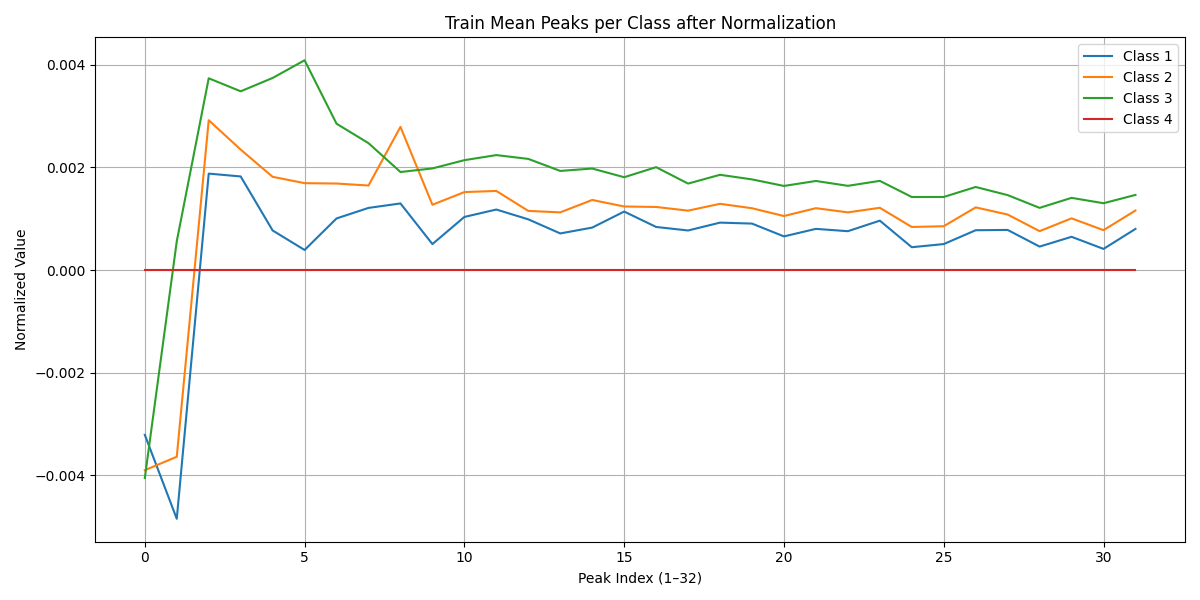 Train Mean Peaks per Class after Normalization
Class 1
Class 2
Class 3
Class 4
Normalized Value
0.004
0.002
0.000
−0.002
−0.004
0 5 10 15 20 25 30
Peak Index (1–32)